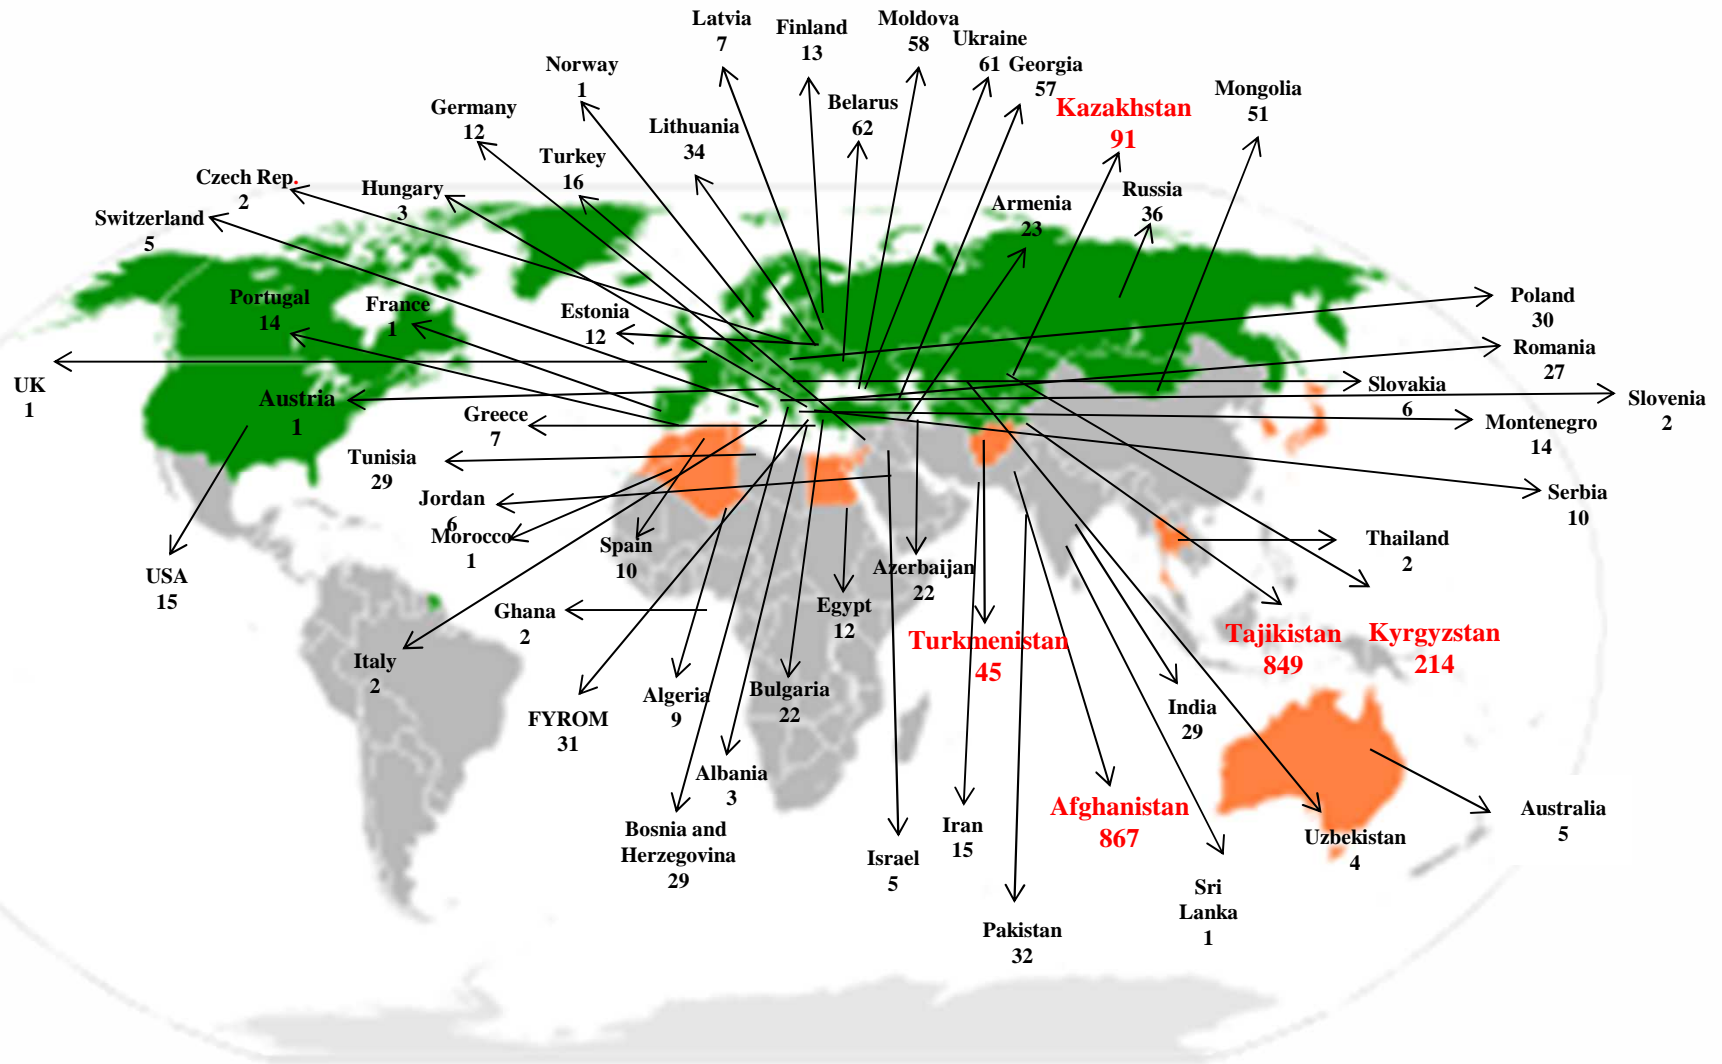 Latvia
7
Finland
13
Moldova
58
Ukraine
61
Georgia
57
Norway
1
Germany
12
Belarus
62
Kazakhstan
91
Mongolia
51
Lithuania
34
Turkey
16
Czech Rep.
2
Hungary
3
Switzerland
5
Armenia
23
Russia
36
Portugal
14
France
1
Estonia
12
Poland
30
Romania
27
UK
1
Austria
1
Greece
7
Slovakia
6
Slovenia
2
Montenegro
14
Tunisia
29
Jordan
6
Morocco
1
Serbia
10
USA
15
Spain
10
Azerbaijan
22
Thailand
2
Ghana
2
Egypt
12
Turkmenistan
45
Tajikistan
849
Kyrgyzstan
214
Italy
2
Algeria
9
Bulgaria
22
FYROM
31
India
29
Albania
3
Bosnia and
Herzegovina
29
Israel
5
Iran
15
Afghanistan
867
Uzbekistan
4
Australia
5
Sri
Lanka
1
Pakistan
32